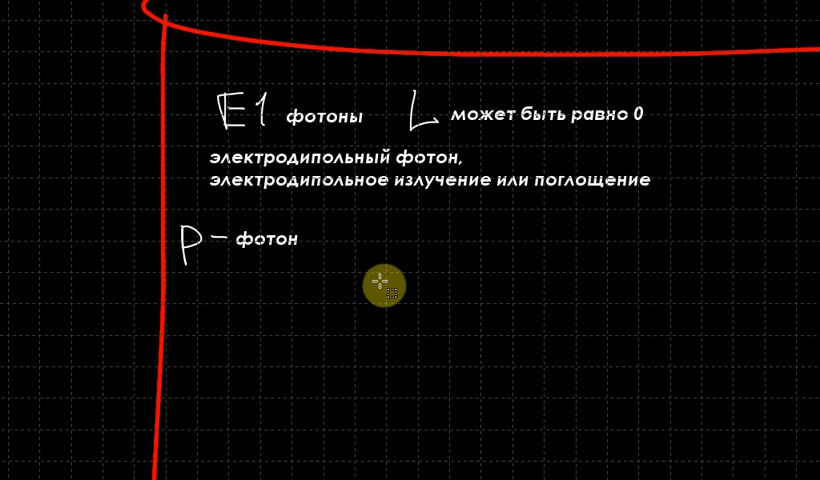 E1 фотоны L может быть равно 0
электродипольный фотон,
электродипольное излучение или поглощение
p – фотон